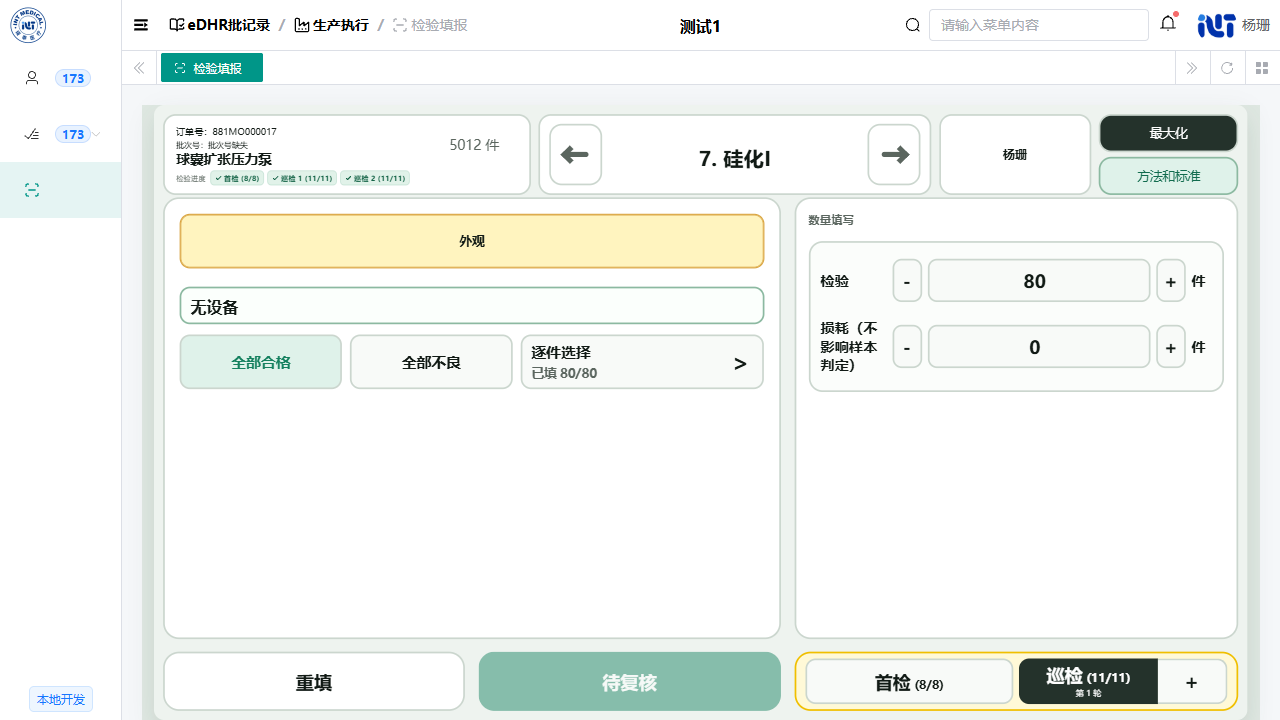 eDHR批记录 / 生产执行 / 检验填报
测试1
请输入菜单内容
杨珊
173
检验填报
173
订单号：881MO000017
批次号：批次号缺失
球囊扩张压力泵
5012 件
检验进度 ✓ 首检 (8/8) ✓ 巡检 1 (11/11) ✓ 巡检 2 (11/11)
7. 硅化I
杨珊
最大化
方法和标准
外观
无设备
全部合格
全部不良
逐件选择
已填 80/80
>
数量填写
检验 - 80 + 件
损耗（不影响样本判定） - 0 + 件
重填
待复核
首检 (8/8)
巡检 (11/11)
第 1 轮
+
本地开发